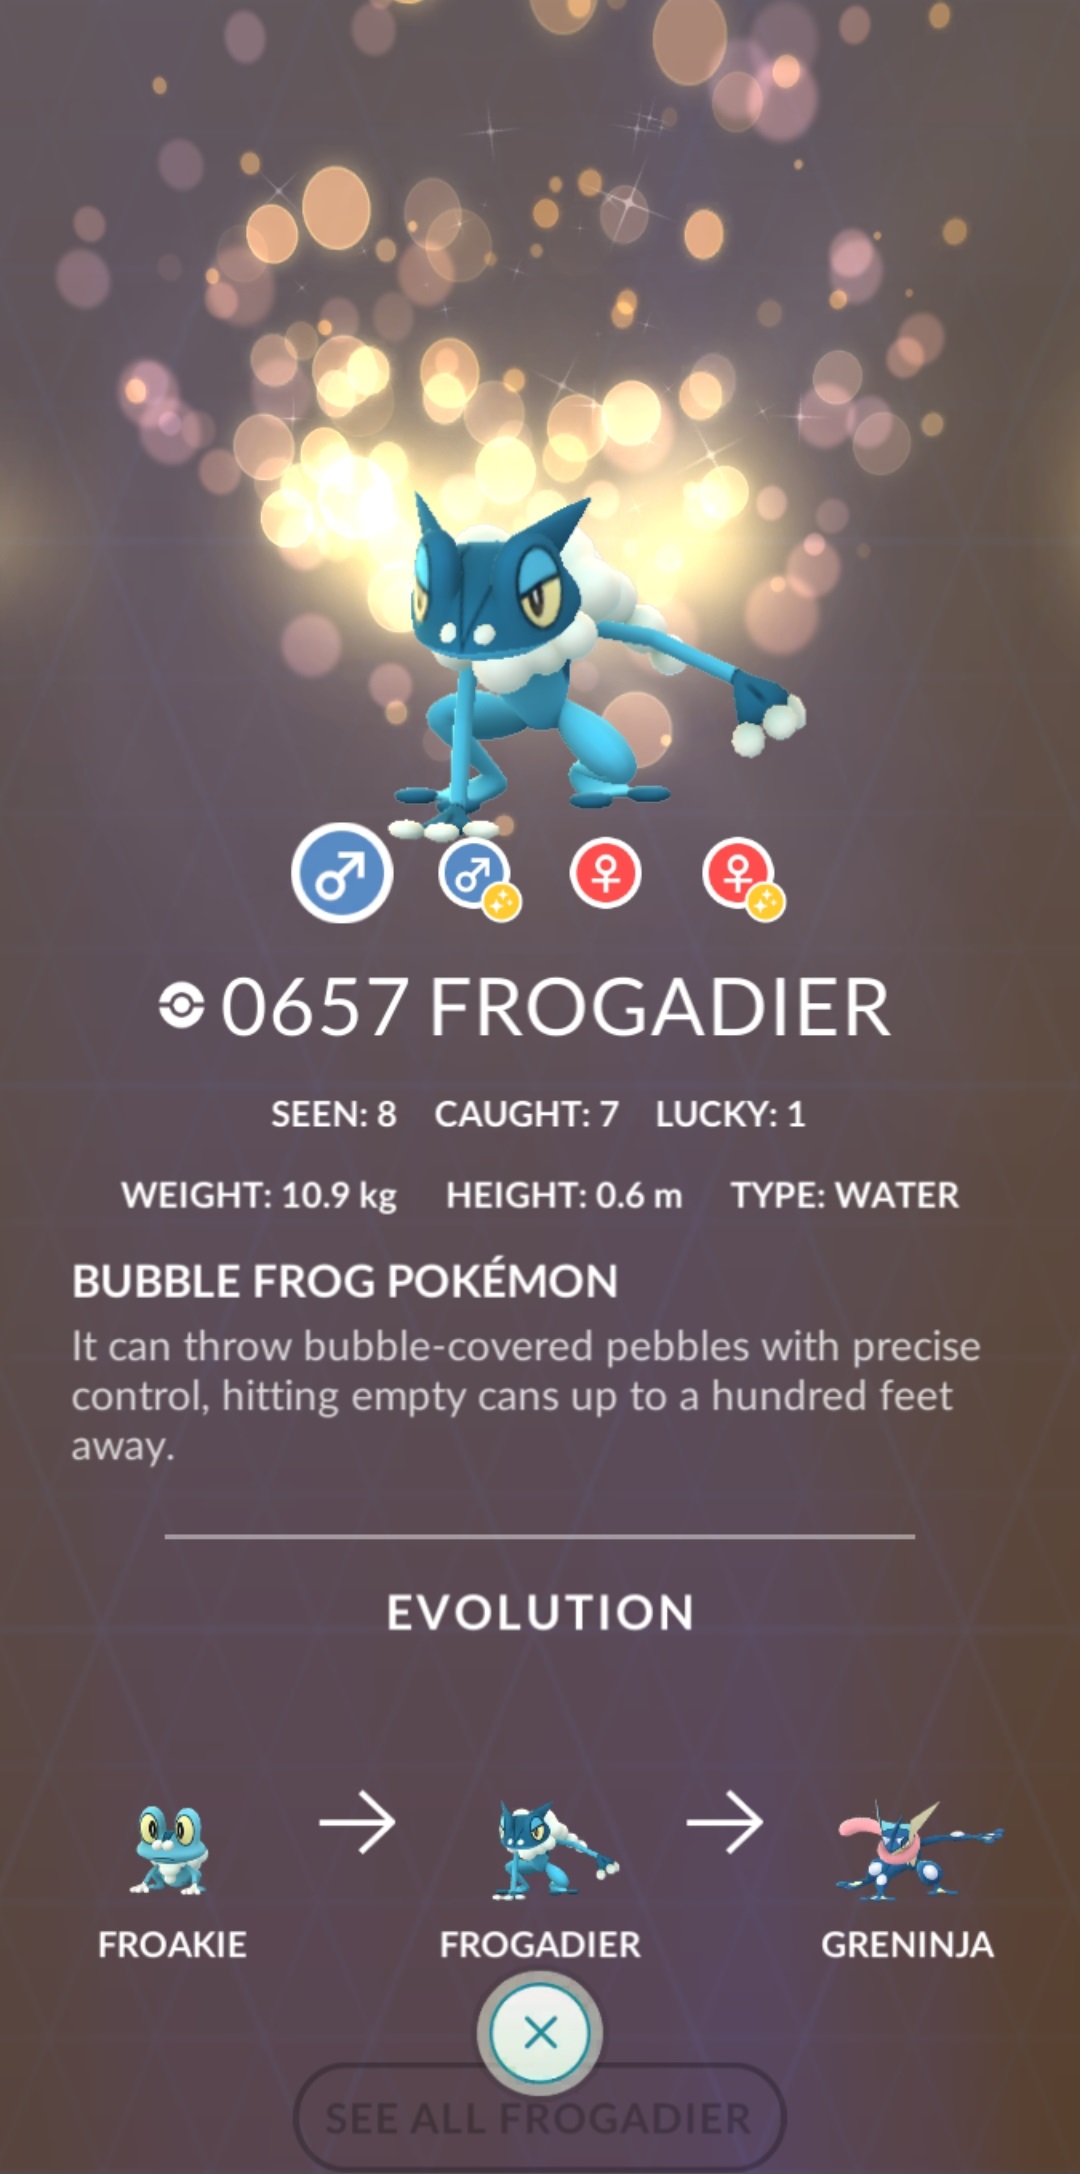 0657 FROGADIER
SEEN: 8 CAUGHT: 7 LUCKY: 1
WEIGHT: 10.9 kg HEIGHT: 0.6 m TYPE: WATER
BUBBLE FROG POKÉMON
It can throw bubble-covered pebbles with precise
control, hitting empty cans up to a hundred feet
away.
EVOLUTION
FROAKIE FROGADIER GRENINJA
SEE ALL FROGADIER